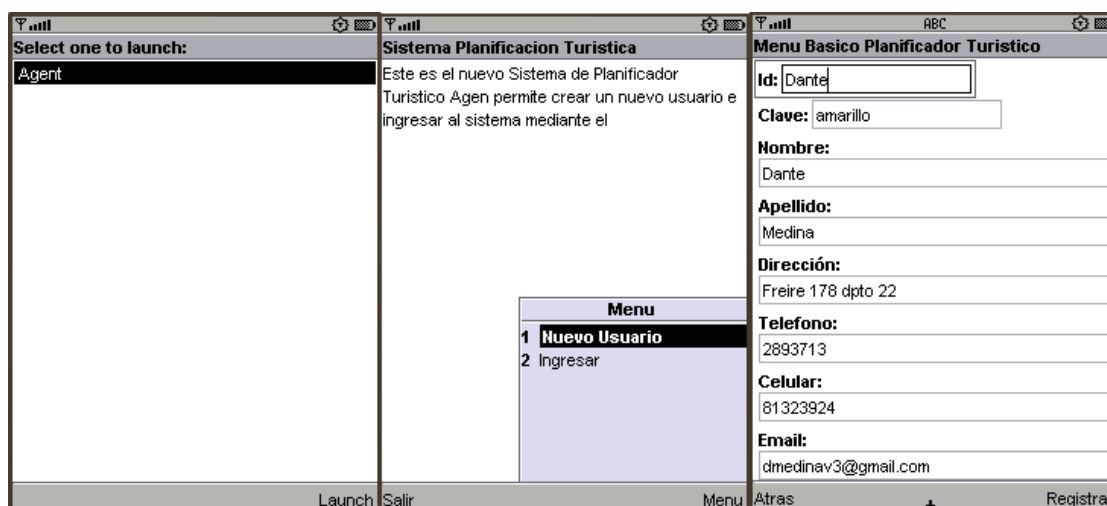 Select one to launch:
Agent
Launch
Sistema Planificacion Turistica
Este es el nuevo Sistema de Planificador
Turistico Agen permite crear un nuevo usuario e
ingresar al sistema mediante el
Menu
1 Nuevo Usuario
2 Ingresar
Salir
Menu
ABC
Menu Basico Planificador Turistico
Id: Dante
Clave: amarillo
Nombre:
Dante
Apellido:
Medina
Dirección:
Freire 178 dpto 22
Telefono:
2893713
Celular:
81323924
Email:
dmedinav3@gmail.com
Atras
Registra